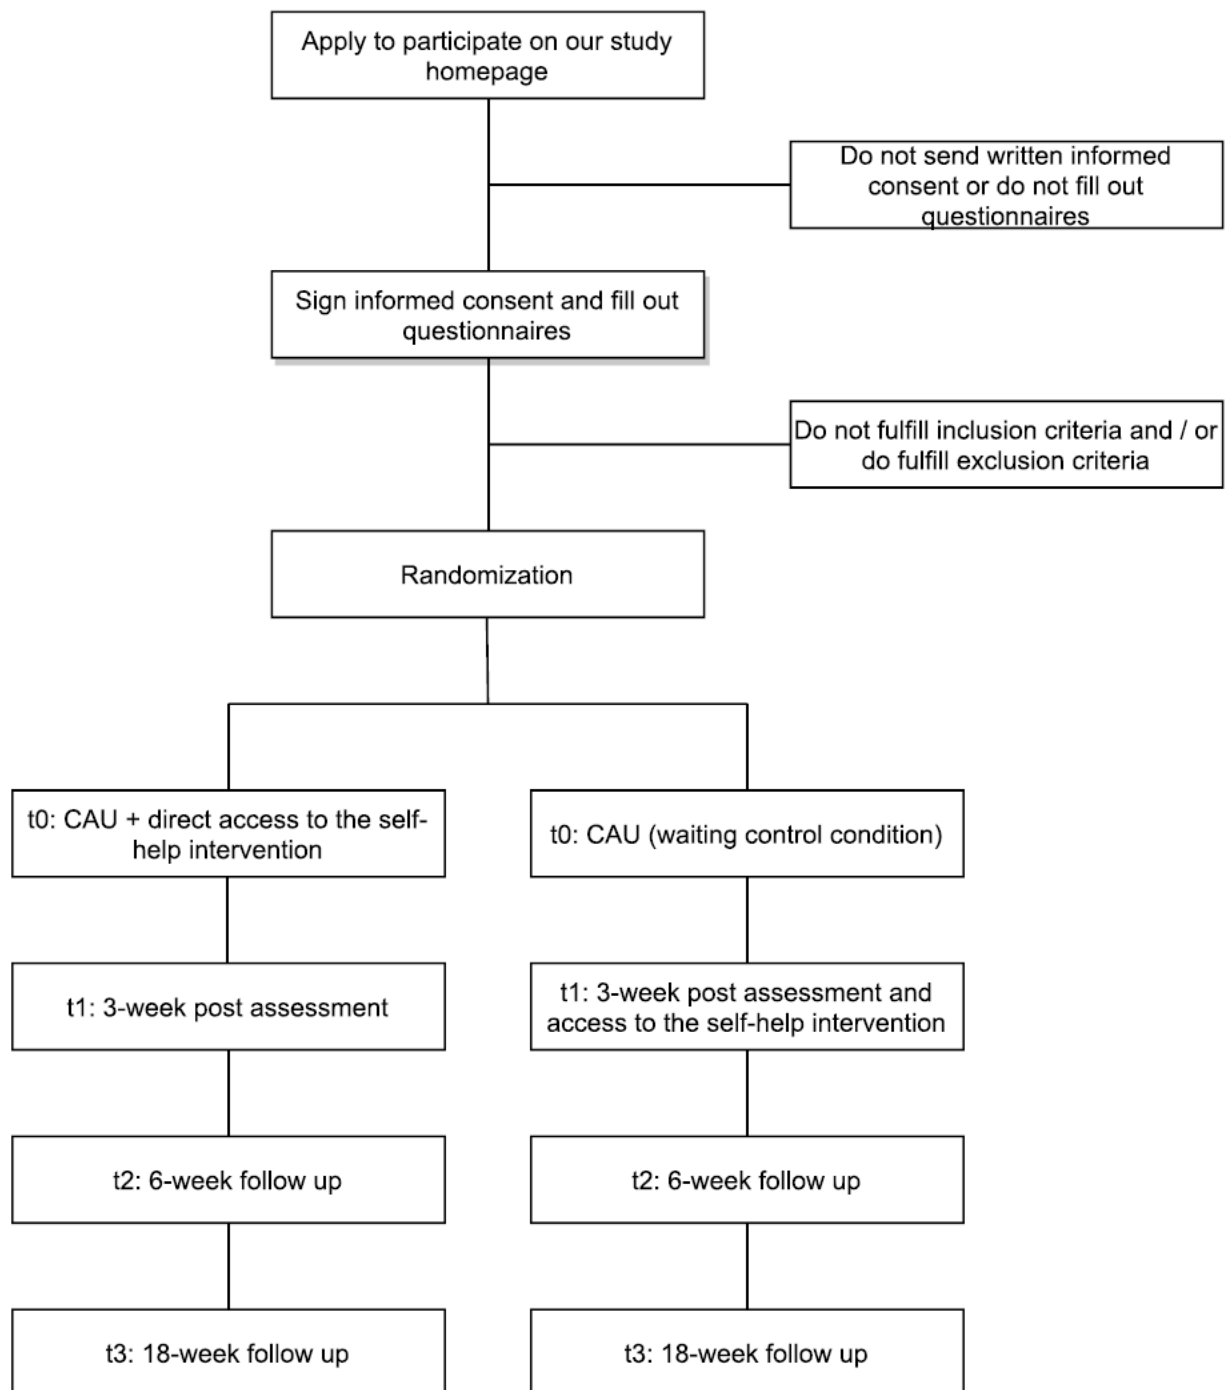 Apply to participate on our study
homepage
Do not send written informed
consent or do not fill out
questionnaires
Sign informed consent and fill out
questionnaires
Do not fulfill inclusion criteria and / or
do fulfill exclusion criteria
Randomization
t0: CAU + direct access to the self-
help intervention
t0: CAU (waiting control condition)
t1: 3-week post assessment
t1: 3-week post assessment and
access to the self-help intervention
t2: 6-week follow up
t2: 6-week follow up
t3: 18-week follow up
t3: 18-week follow up